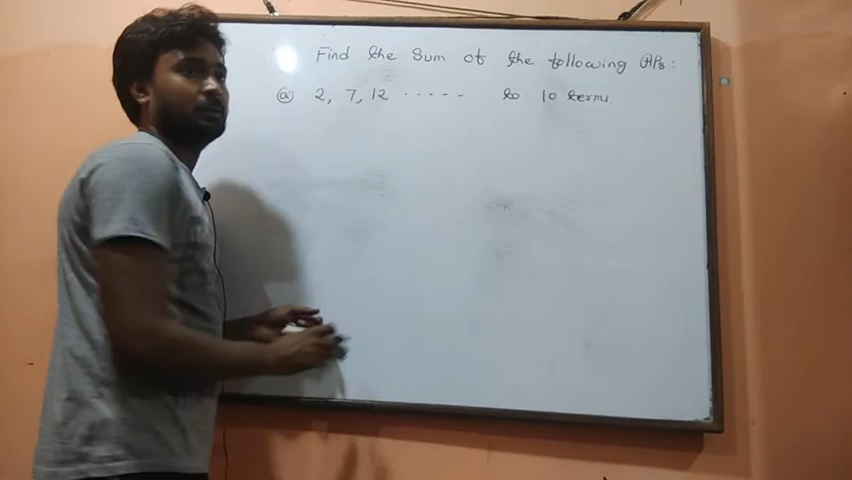 Find the Sum of the following APs :
ⓐ 2, 7, 12 ..... to 10 terms.